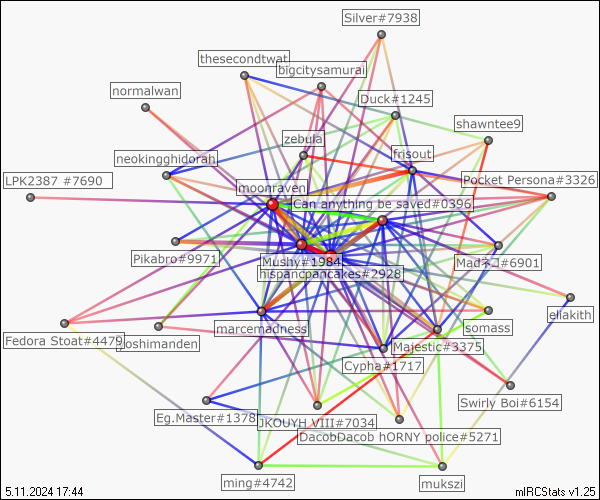 Silver#7938
thesecondtwat
bigcitysamurai
normalwan
Duck#1245
shawntee9
zebula
frisout
neokingghidorah
LPK2387 #7690
moonraven
Pocket Persona#3326
Can anything be saved#0396
Pikabro#9971
Mushy#1984
Madネコ#6901
hispancpancakes#2928
eliakith
marcemadness
somass
Fedora Stoat#4479
Joshimanden
Majestic#3375
Cypha#1717
Swirly Boi#6154
Eg.Master#1378
JKOUYH VIII#7034
DacobDacob hORNY police#5271
ming#4742
mukszi
5.11.2024 17:44
mIRCStats v1.25